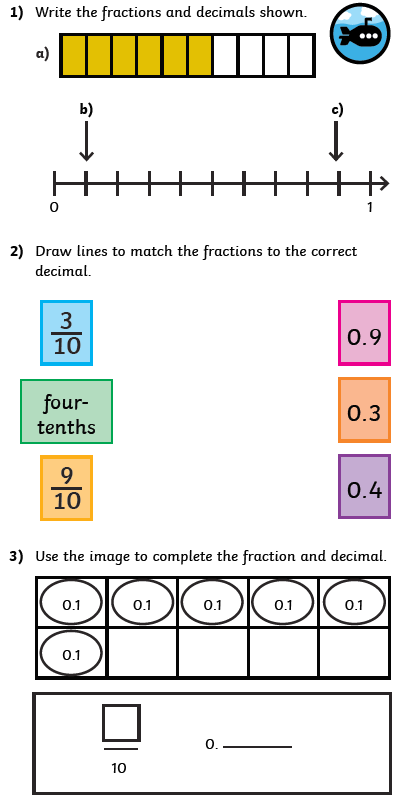 1) Write the fractions and decimals shown.
a)
b) c)
0 1
2) Draw lines to match the fractions to the correct
decimal.
3
10
0.9
four-
tenths
0.3
9
10
0.4
3) Use the image to complete the fraction and decimal.
0.1 0.1 0.1 0.1 0.1
0.1
10
0. ______